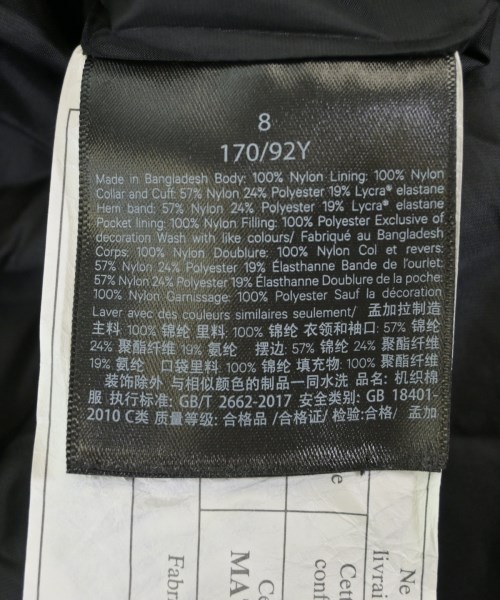 8
170/92Y
Made in Bangladesh Body: 100% Nylon Lining: 100% Nylon
Collar and Cuff: 57% Nylon 24% Polyester 19% Lycra® elastane
Hem band: 57% Nylon 24% Polyester 19% Lycra® elastane
Pocket lining: 100% Nylon Filling: 100% Polyester Exclusive of
decoration Wash with like colours/ Fabriqué au Bangladesh
Corps: 100% Nylon Doublure: 100% Nylon Col et revers:
57% Nylon 24% Polyester 19% Élasthanne Bande de l'ourlet:
57% Nylon 24% Polyester 19% Élasthanne Doublure de la poche:
100% Nylon Garnissage: 100% Polyester Sauf la décoration
Laver avec des couleurs similaires seulement/ 孟加拉制造
主料: 100% 锦纶 里料: 100% 锦纶 衣领和袖口: 57% 锦纶
24% 聚酯纤维 19% 氨纶 摆边: 57% 锦纶 24% 聚酯纤维
19% 氨纶 口袋里料: 100% 锦纶 填充物: 100% 聚酯纤维
装饰除外 与相似颜色的制品一同水洗 品名: 机织棉
服 执行标准: GB/T 2662-2017 安全类别: GB 18401-
2010 C类 质量等级: 合格品 /合格证/ 检验:合格/ 孟加
Ne
livrai
Cette
conf
Ce
MA
Fabr